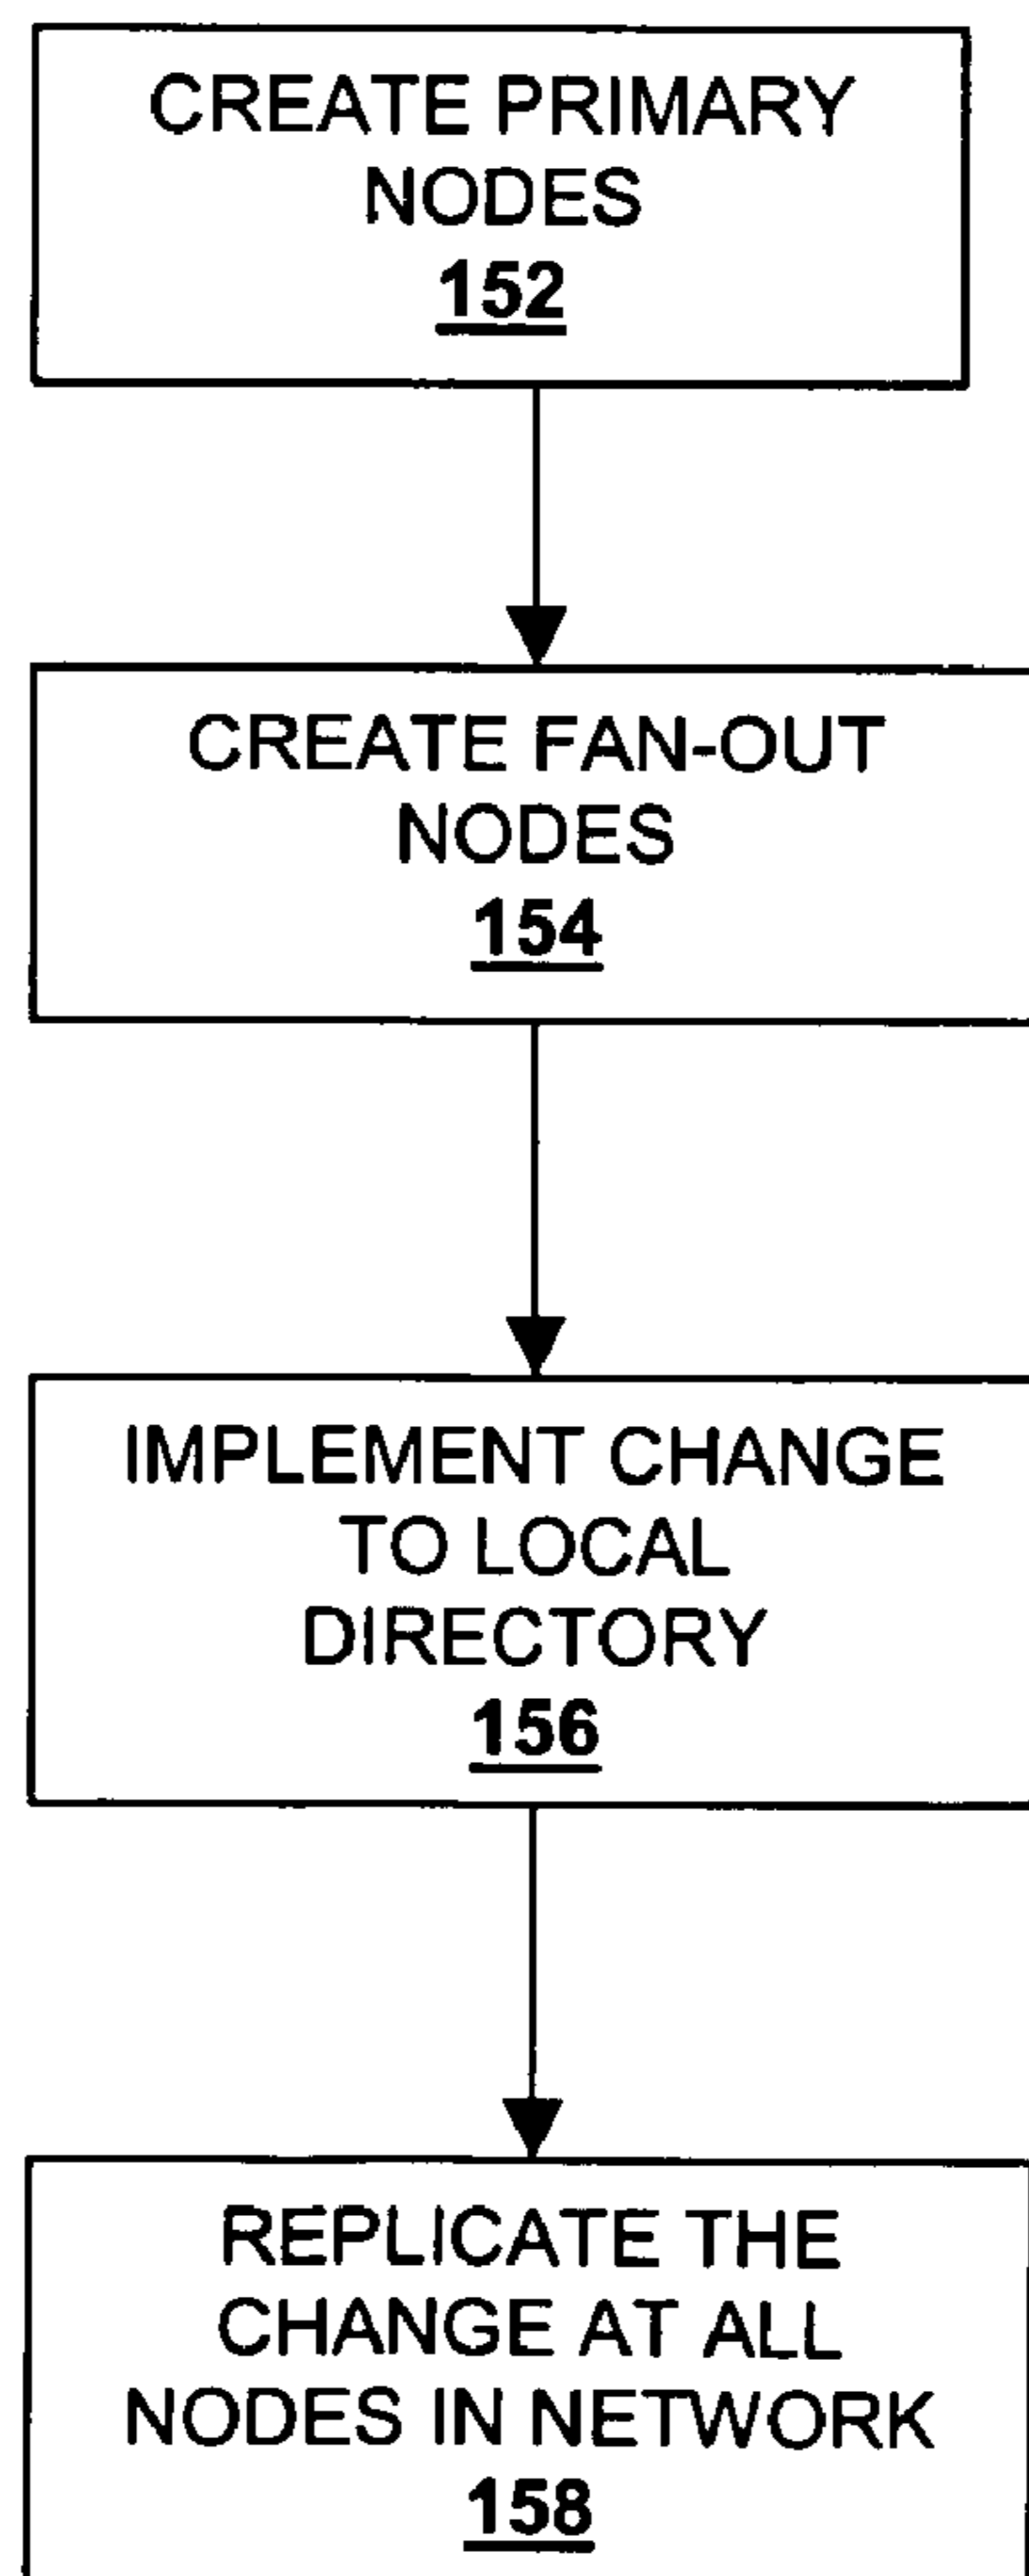 CREATE PRIMARY
NODES
152
CREATE FAN-OUT
NODES
154
IMPLEMENT CHANGE
TO LOCAL
DIRECTORY
156
REPLICATE THE
CHANGE AT ALL
NODES IN NETWORK
158